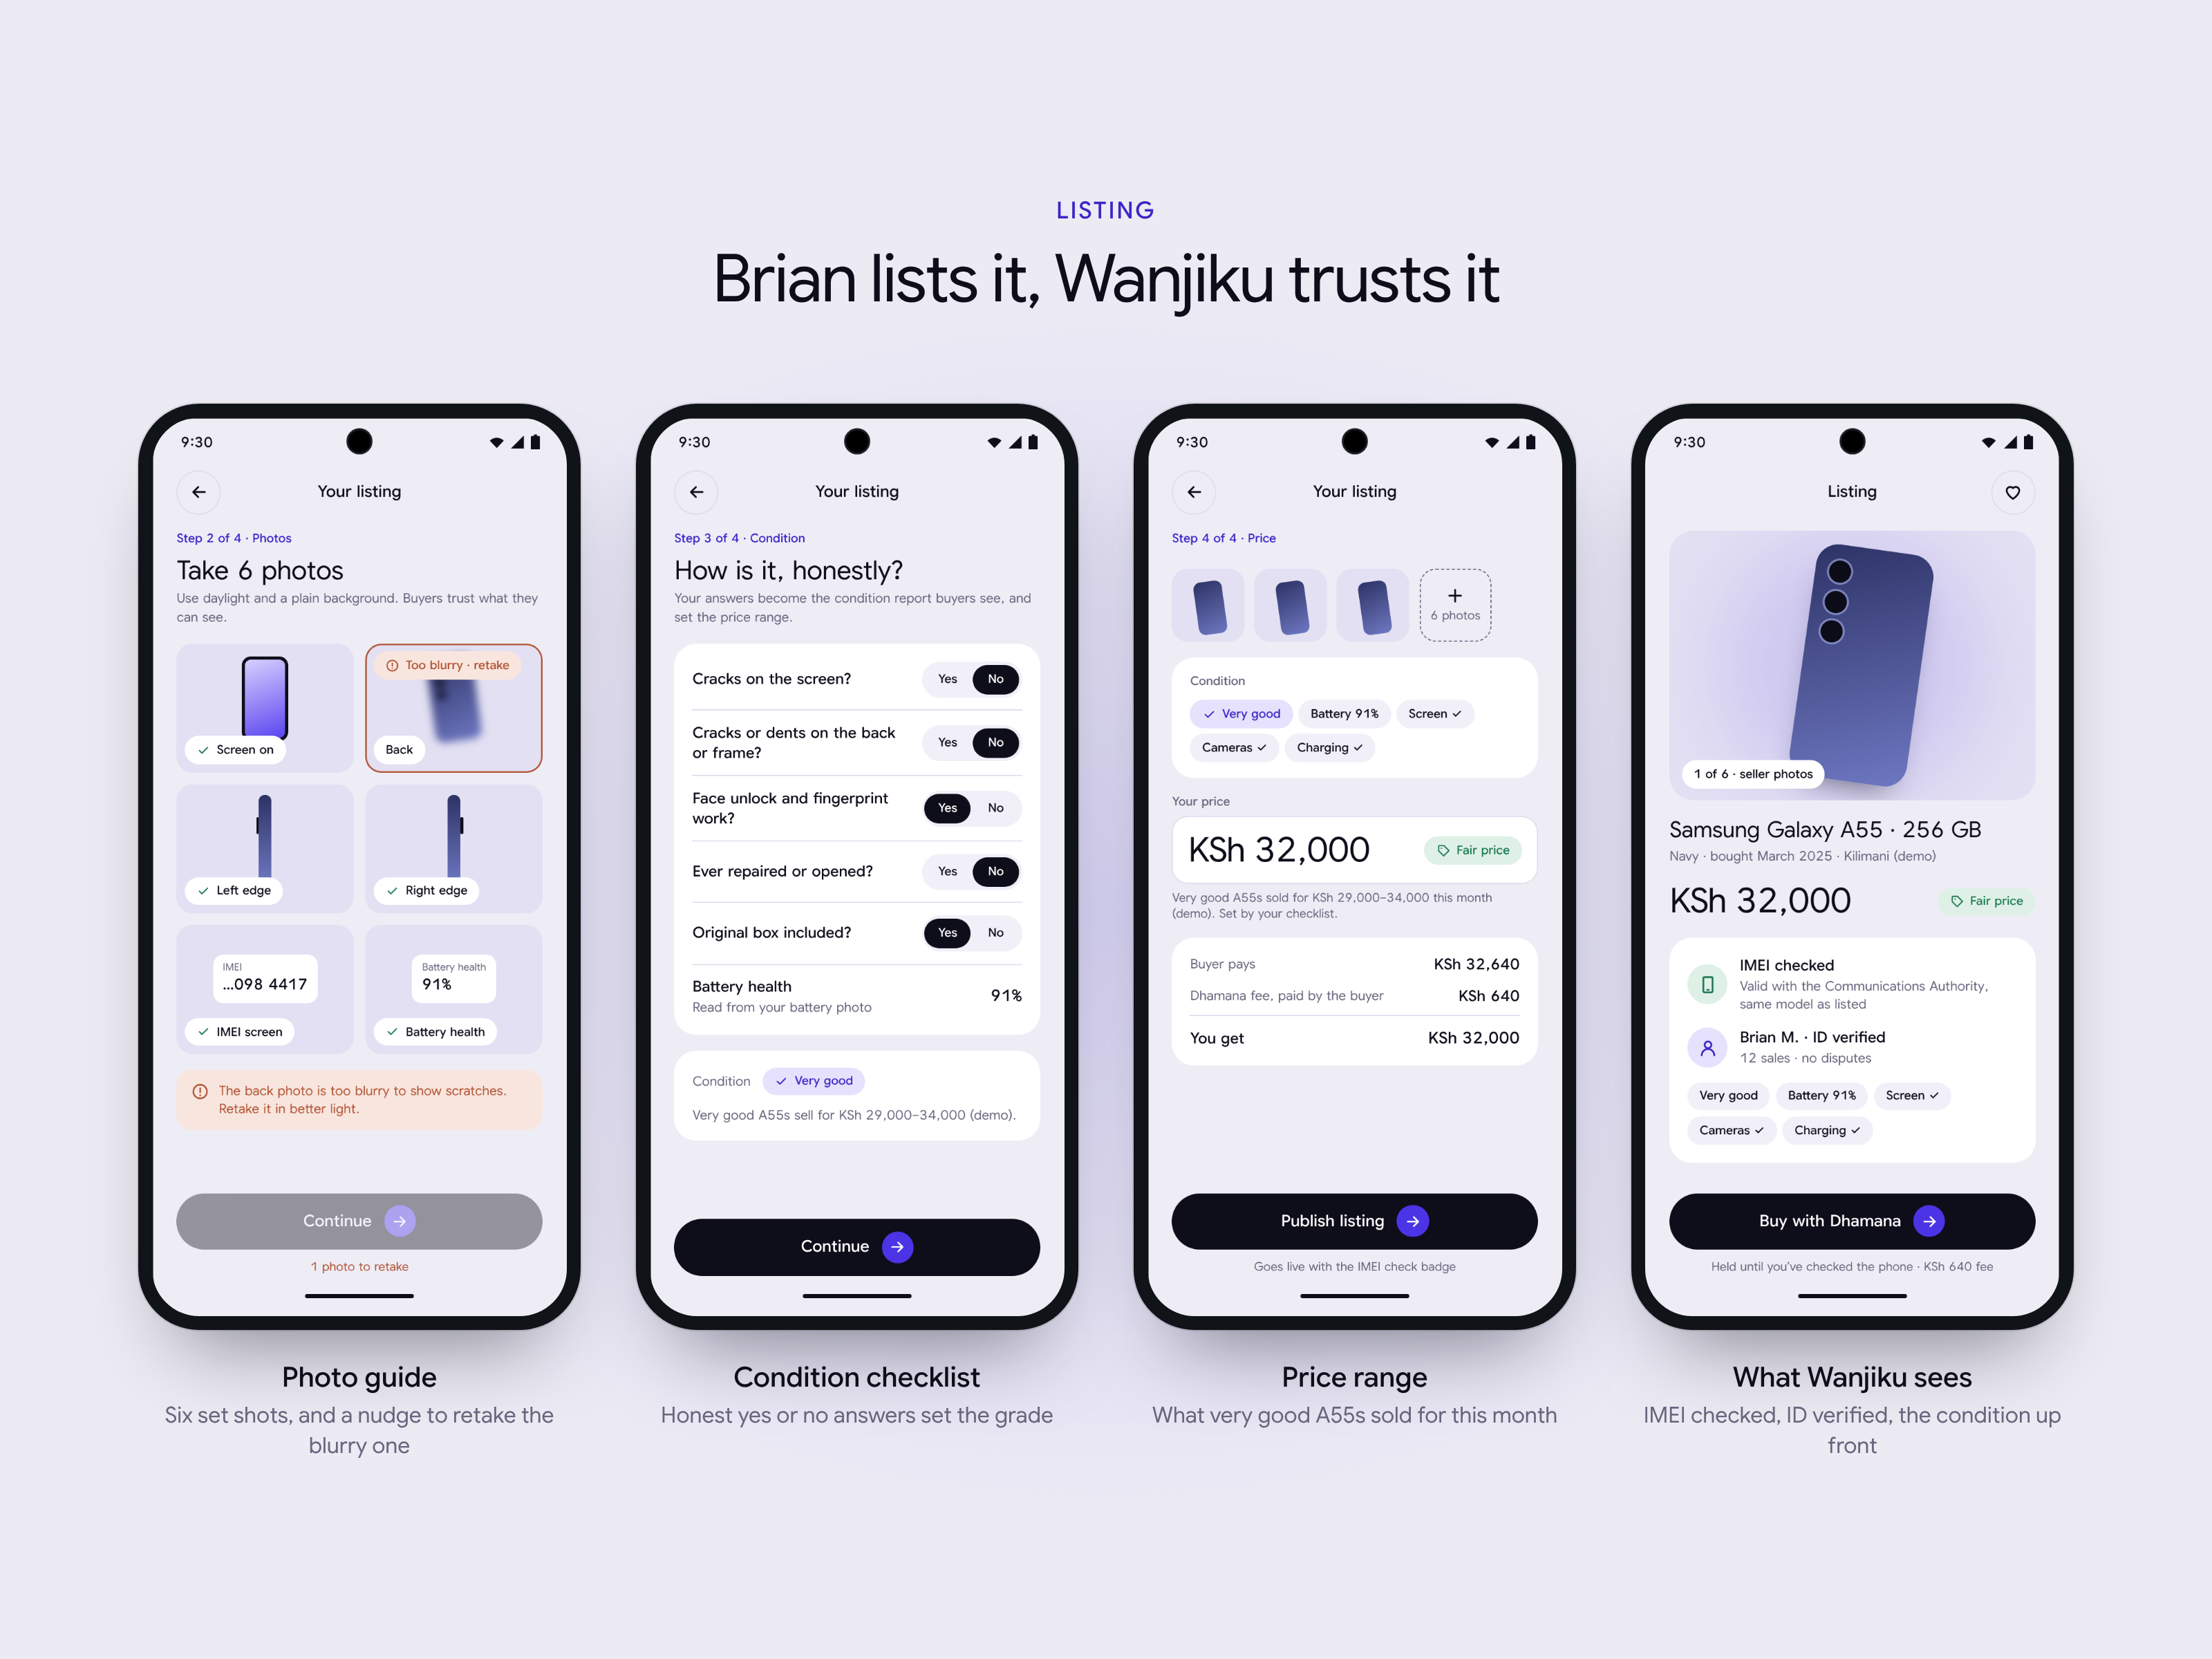 LISTING
Brian lists it, Wanjiku trusts it
9:30
Your listing
Step 2 of 4 · Photos
Take 6 photos
Use daylight and a plain background. Buyers trust what they
can see.
Screen on
Too blurry · retake
Back
Left edge
Right edge
IMEI
...098 4417
IMEI screen
Battery health
91%
Battery health
The back photo is too blurry to show scratches.
Retake it in better light.
Continue
1 photo to retake
Photo guide
Six set shots, and a nudge to retake the
blurry one
9:30
Your listing
Step 3 of 4 · Condition
How is it, honestly?
Your answers become the condition report buyers see, and
set the price range.
Cracks on the screen?
Yes No
Cracks or dents on the back
or frame?
Yes No
Face unlock and fingerprint
work?
Yes No
Ever repaired or opened?
Yes No
Original box included?
Yes No
Battery health
Read from your battery photo
91%
Condition
Very good
Very good A55s sell for KSh 29,000–34,000 (demo).
Continue
Condition checklist
Honest yes or no answers set the grade
9:30
Your listing
Step 4 of 4 · Price
6 photos
Condition
Very good
Battery 91%
Screen
Cameras
Charging
Your price
KSh 32,000
Fair price
Very good A55s sold for KSh 29,000–34,000 this month
(demo). Set by your checklist.
Buyer pays KSh 32,640
Dhamana fee, paid by the buyer KSh 640
You get KSh 32,000
Publish listing
Goes live with the IMEI check badge
Price range
What very good A55s sold for this month
9:30
Listing
1 of 6 · seller photos
Samsung Galaxy A55 · 256 GB
Navy · bought March 2025 · Kilimani (demo)
KSh 32,000
Fair price
IMEI checked
Valid with the Communications Authority,
same model as listed
Brian M. · ID verified
12 sales · no disputes
Very good
Battery 91%
Screen
Cameras
Charging
Buy with Dhamana
Held until you've checked the phone · KSh 640 fee
What Wanjiku sees
IMEI checked, ID verified, the condition up
front